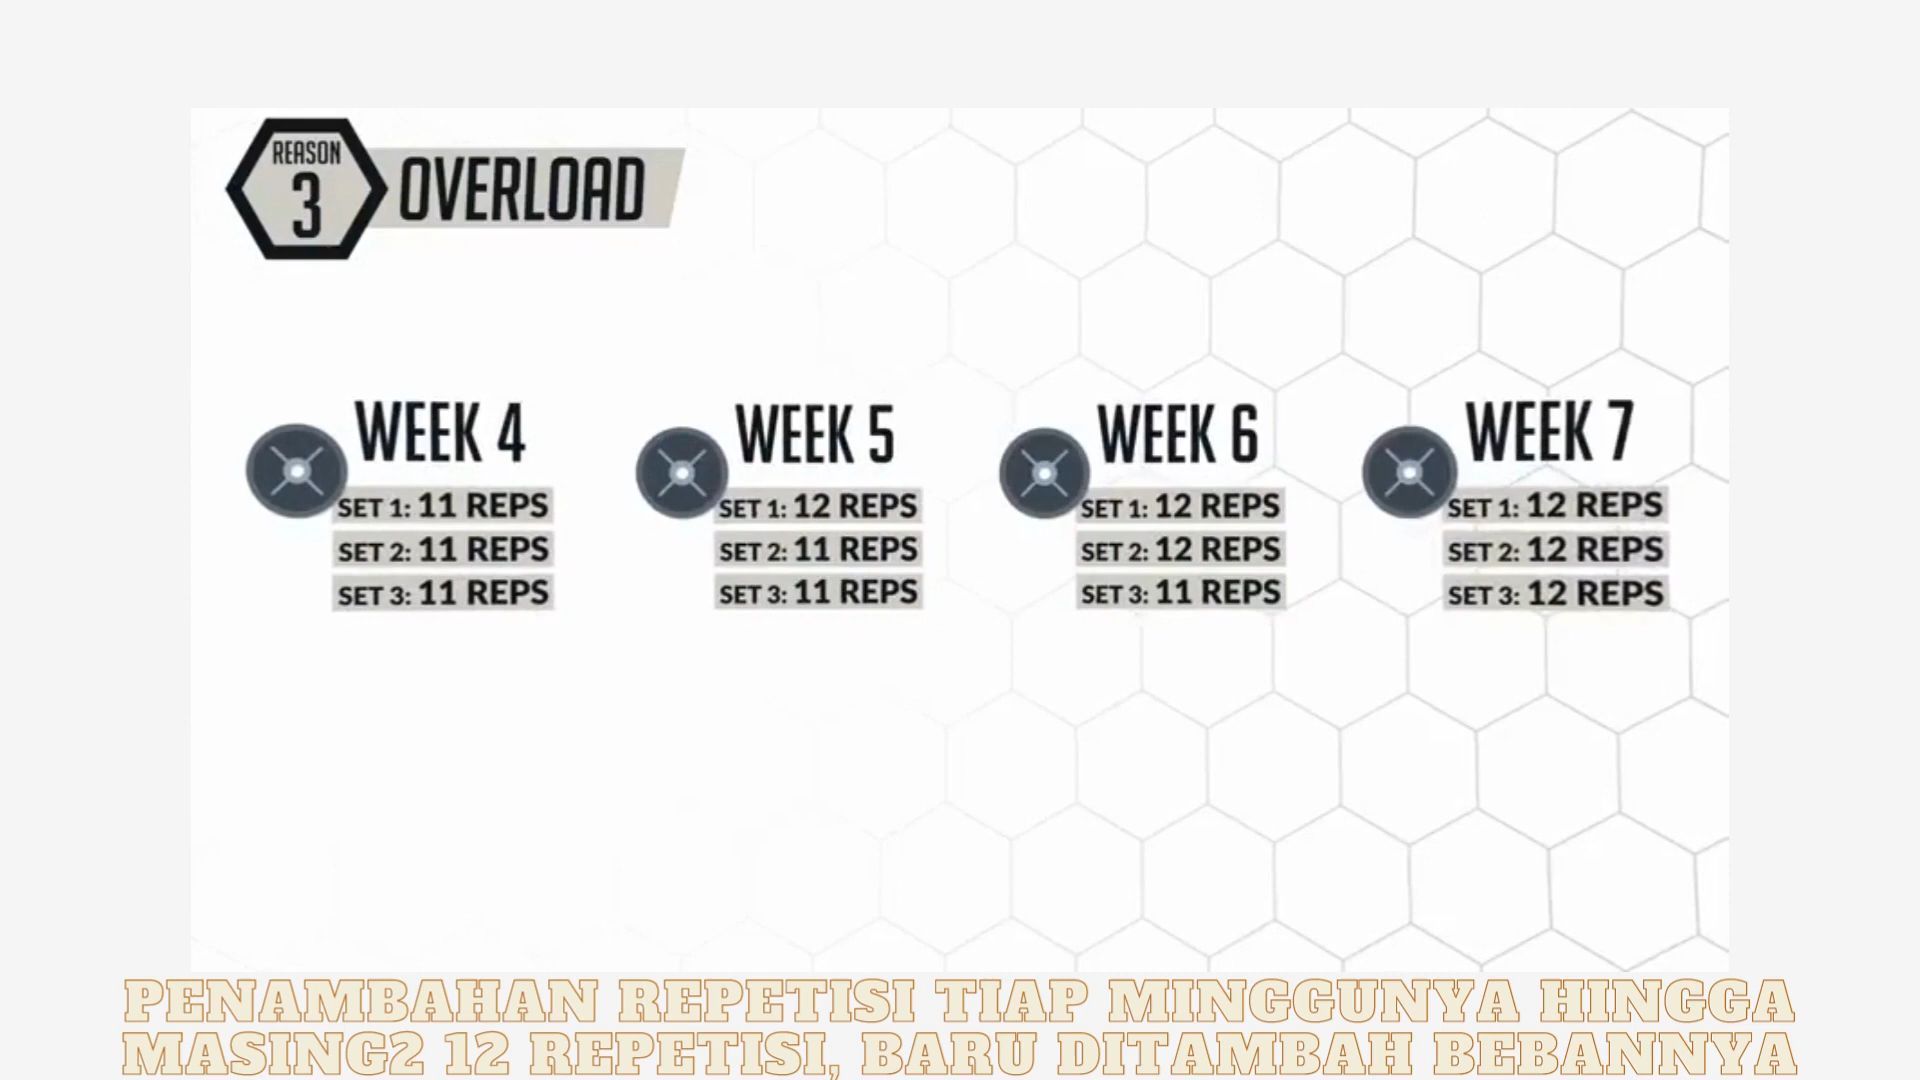 REASON
3
OVERLOAD
WEEK 4
SET 1: 11 REPS
SET 2: 11 REPS
SET 3: 11 REPS
WEEK 5
SET 1: 12 REPS
SET 2: 11 REPS
SET 3: 11 REPS
WEEK 6
SET 1: 12 REPS
SET 2: 12 REPS
SET 3: 11 REPS
WEEK 7
SET 1: 12 REPS
SET 2: 12 REPS
SET 3: 12 REPS
PENAMBAHAN REPETISI TIAP MINGGUNYA HINGGA
MASING2 12 REPETISI, BARU DITAMBAH BEBANNYA